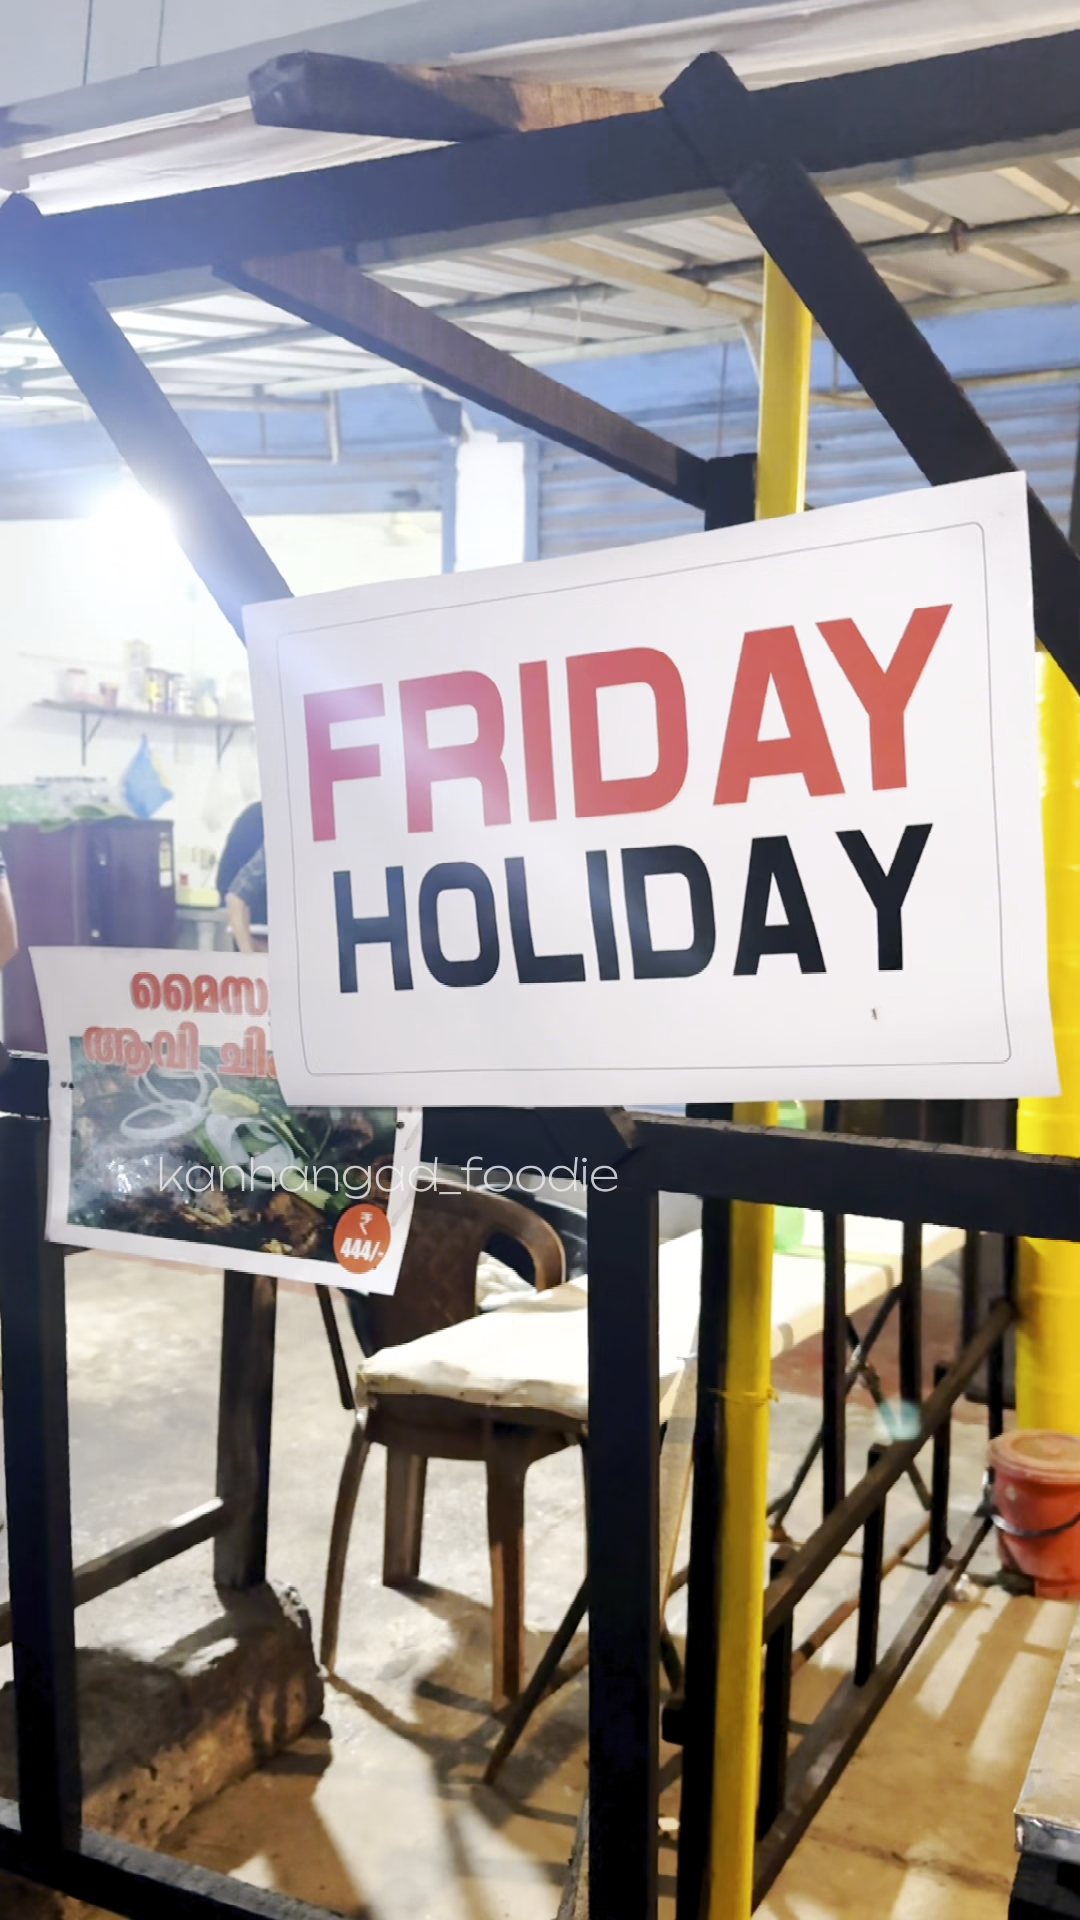 FRIDAY
HOLIDAY
ആവി
kanhangad_foodie
₹
444/-